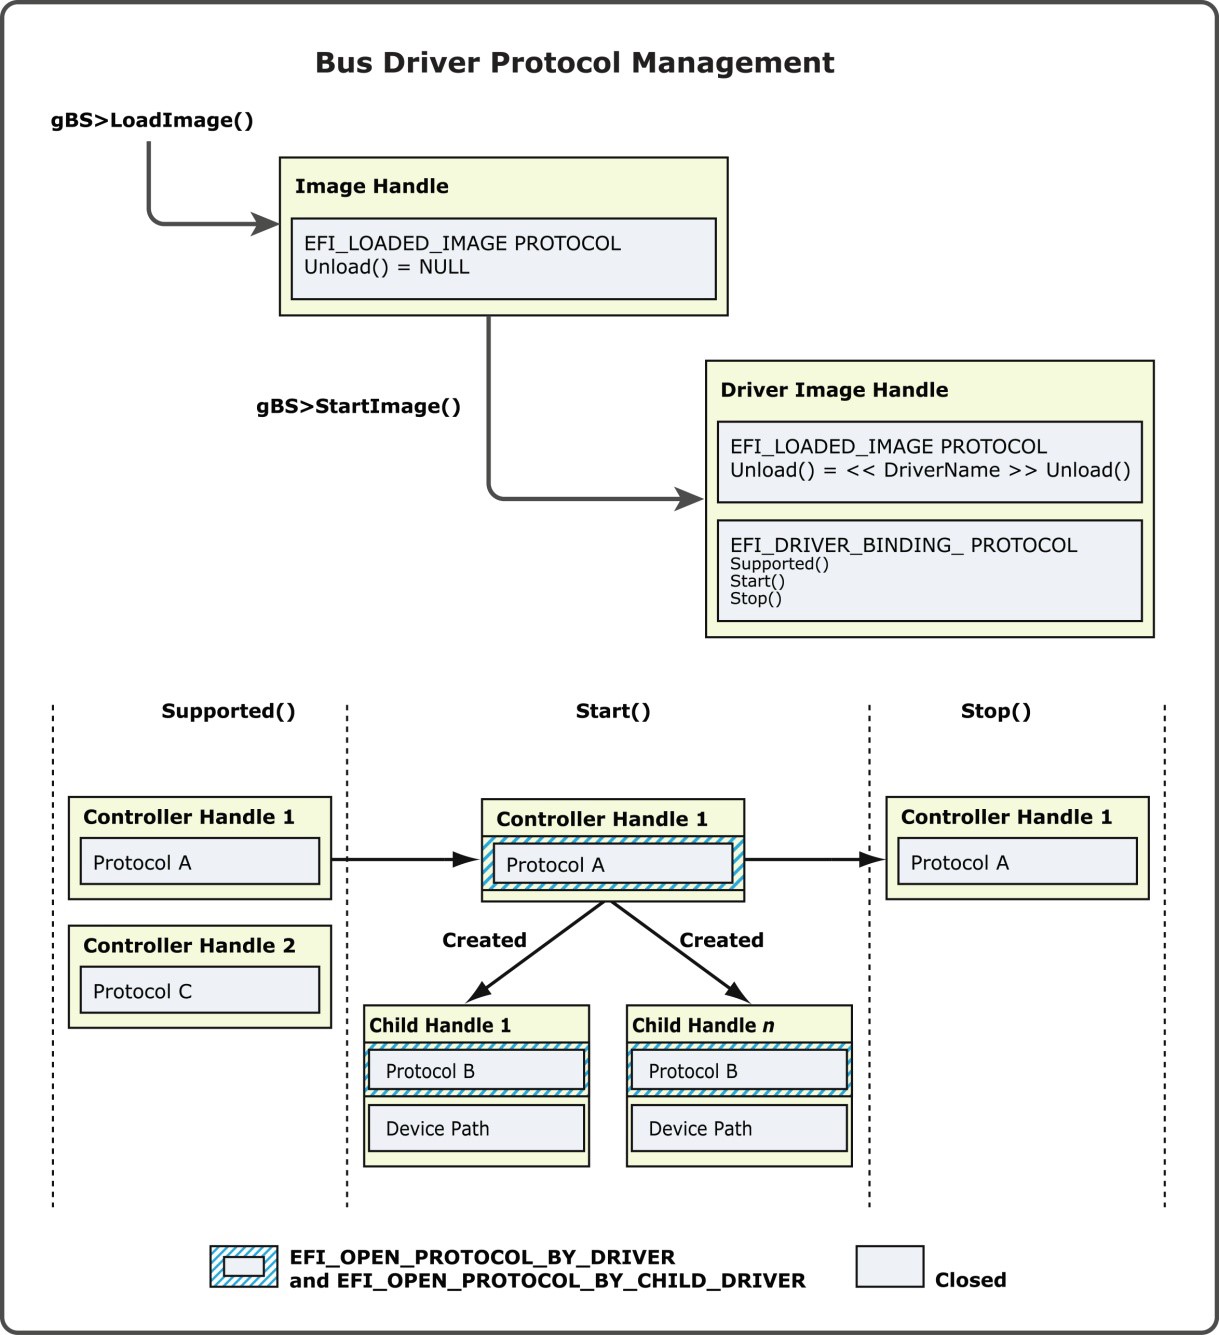 Bus Driver Protocol Management
gBS>LoadImage()
Image Handle
EFI_LOADED_IMAGE PROTOCOL
Unload() = NULL
gBS>StartImage()
Driver Image Handle
EFI_LOADED_IMAGE PROTOCOL
Unload() = << DriverName >> Unload()
EFI_DRIVER_BINDING_ PROTOCOL
Supported()
Start()
Stop()
Supported()
Start()
Stop()
Controller Handle 1
Protocol A
Controller Handle 1
Protocol A
Controller Handle 1
Protocol A
Controller Handle 2
Protocol C
Created
Created
Child Handle 1
Protocol B
Device Path
Child Handle n
Protocol B
Device Path
EFI_OPEN_PROTOCOL_BY_DRIVER
and EFI_OPEN_PROTOCOL_BY_CHILD_DRIVER
Closed